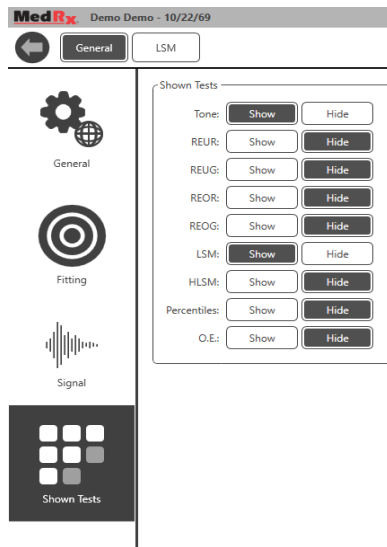 MedRx. Demo Demo - 10/22/69
General LSM
General
Fitting
Signal
Shown Tests
Shown Tests
Tone: Show Hide
REUR: Show Hide
REUG: Show Hide
REOR: Show Hide
REOG: Show Hide
LSM: Show Hide
HLSM: Show Hide
Percentiles: Show Hide
O.E.: Show Hide